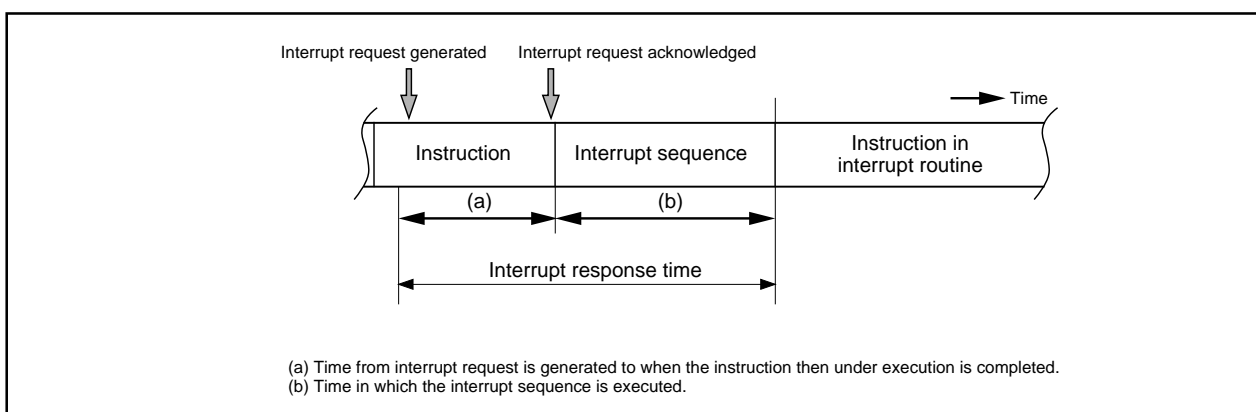 Interrupt request generated
Interrupt request acknowledged
Time
Instruction
Interrupt sequence
Instruction in
interrupt routine
(a)
(b)
Interrupt response time
(a) Time from interrupt request is generated to when the instruction then under execution is completed.
(b) Time in which the interrupt sequence is executed.